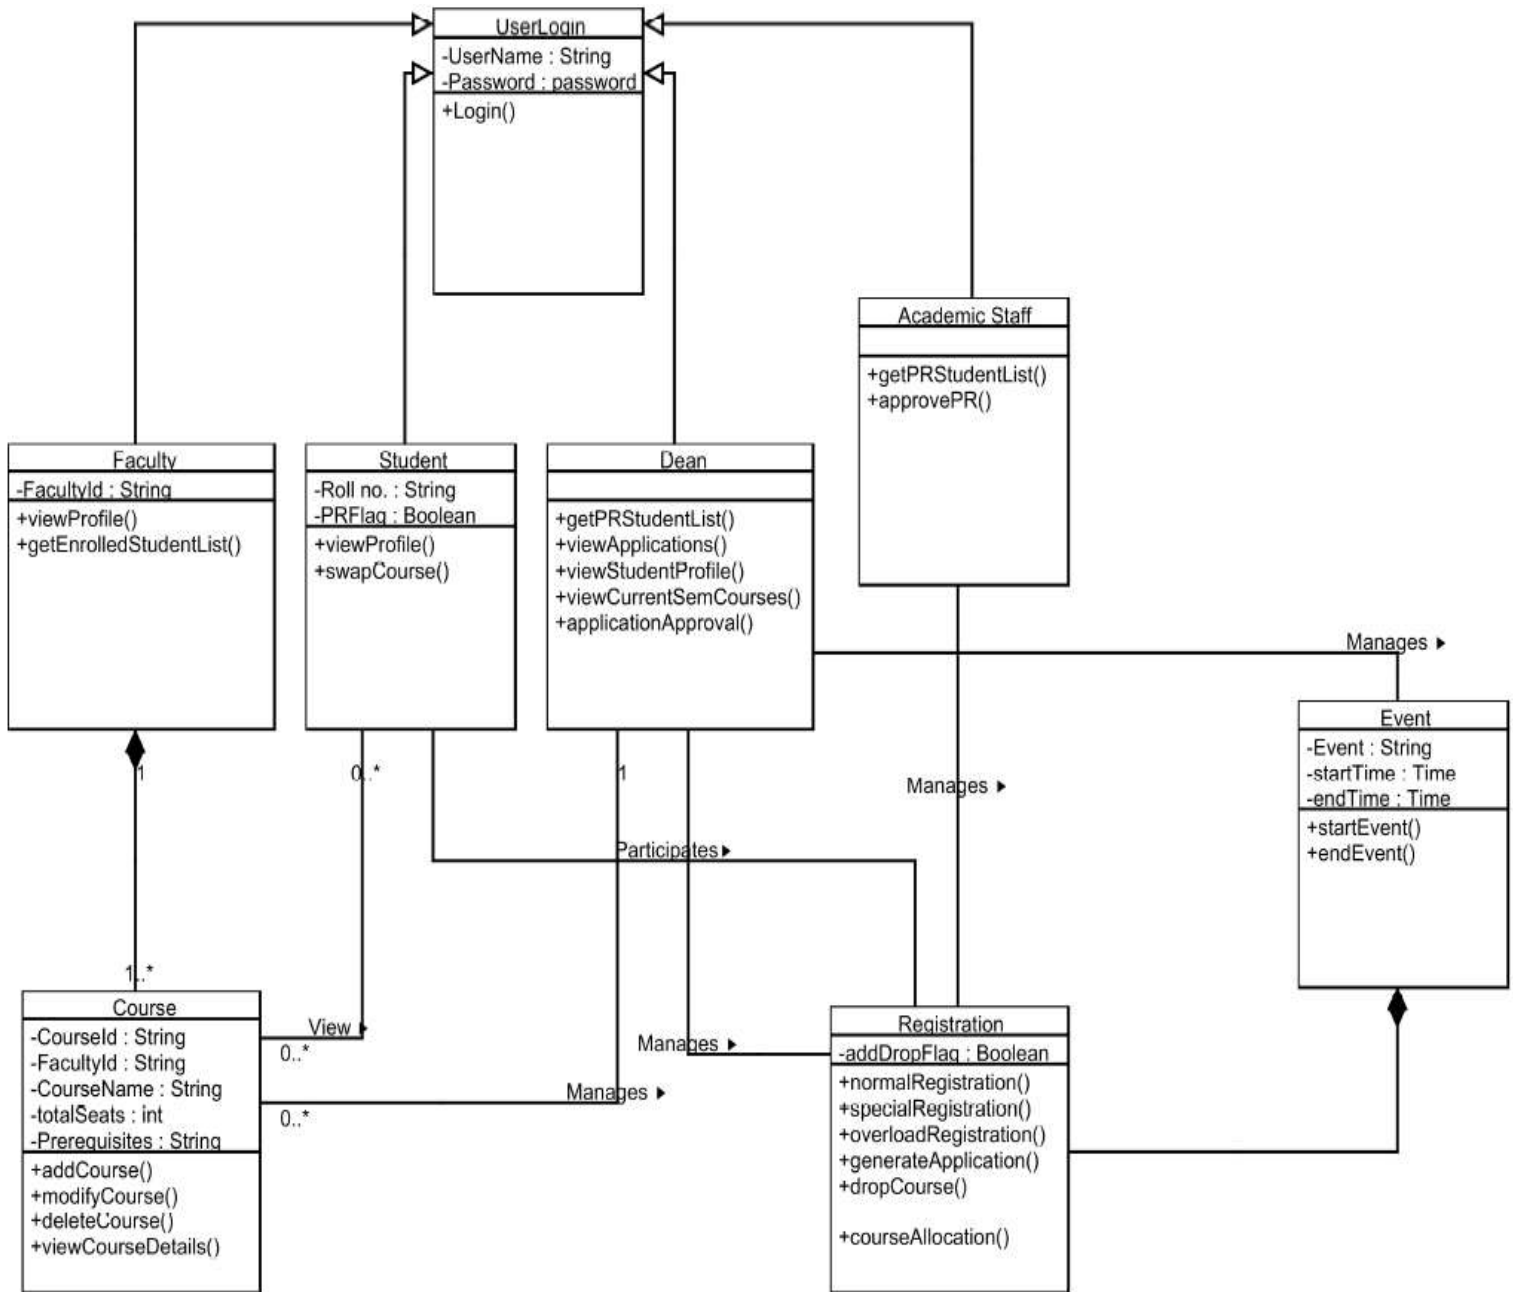 UserLogin
-UserName : String
-Password : password
+Login()
Academic Staff
+getPRStudentList()
+approvePR()
Faculty
-FacultyId : String
+viewProfile()
+getEnrolledStudentList()
Student
-Roll no. : String
-PRFlag : Boolean
+viewProfile()
+swapCourse()
Dean
+getPRStudentList()
+viewApplications()
+viewStudentProfile()
+viewCurrentSemCourses()
+applicationApproval()
Manages ▸
Event
-Event : String
-startTime : Time
-endTime : Time
+startEvent()
+endEvent()
1
0..*
1
Manages ▸
Participates ▸
1..*
Course
-CourseId : String
-FacultyId : String
-CourseName : String
-totalSeats : int
-Prerequisites : String
+addCourse()
+modifyCourse()
+deleteCourse()
+viewCourseDetails()
View ▸
0..*
Manages ▸
Manages ▸
0..*
Registration
-addDropFlag : Boolean
+normalRegistration()
+specialRegistration()
+overloadRegistration()
+generateApplication()
+dropCourse()
+courseAllocation()